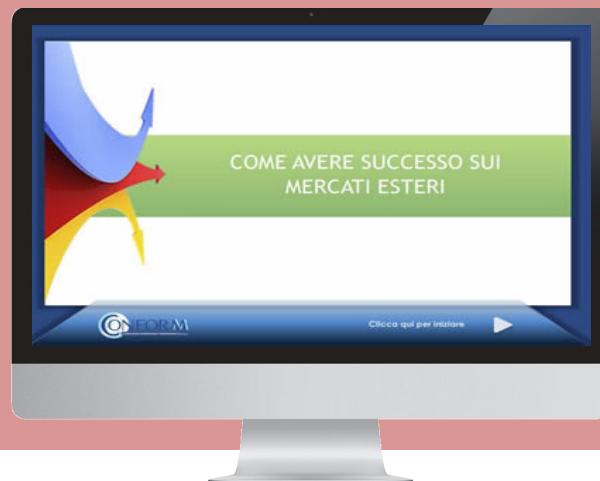 COME AVERE SUCCESSO SUI
MERCATI ESTERI
CONFORM
Clicca qui per iniziare